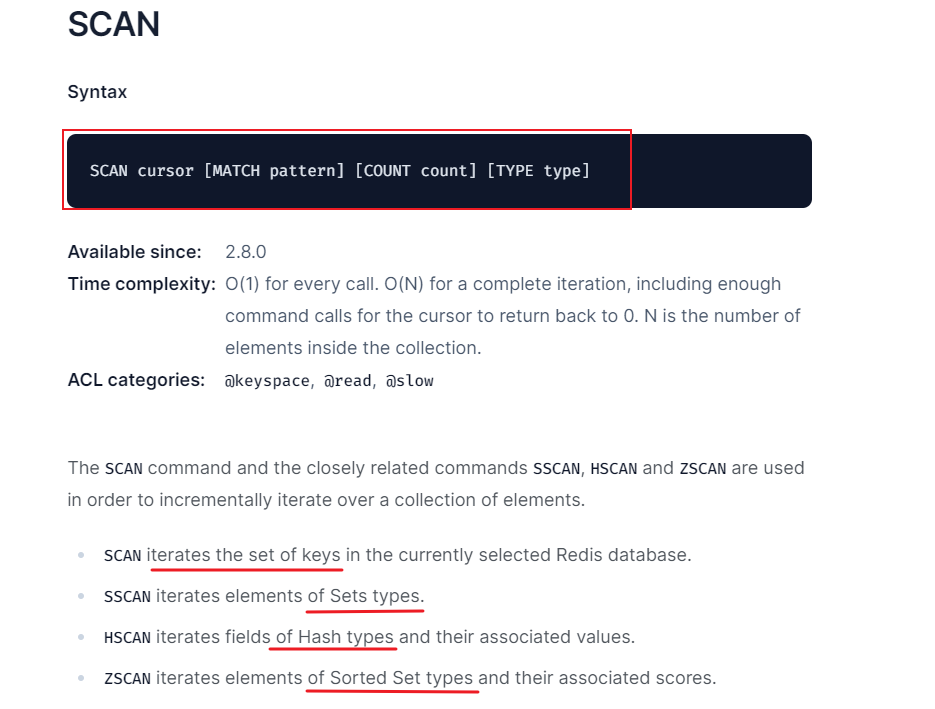 SCAN
Syntax
SCAN cursor [MATCH pattern] [COUNT count] [TYPE type]
Available since: 2.8.0
Time complexity: O(1) for every call. O(N) for a complete iteration, including enough
command calls for the cursor to return back to 0. N is the number of
elements inside the collection.
ACL categories: @keyspace, @read, @slow
The SCAN command and the closely related commands SSCAN, HSCAN and ZSCAN are used
in order to incrementally iterate over a collection of elements.
• SCAN iterates the set of keys in the currently selected Redis database.
• SSCAN iterates elements of Sets types.
• HSCAN iterates fields of Hash types and their associated values.
• ZSCAN iterates elements of Sorted Set types and their associated scores.